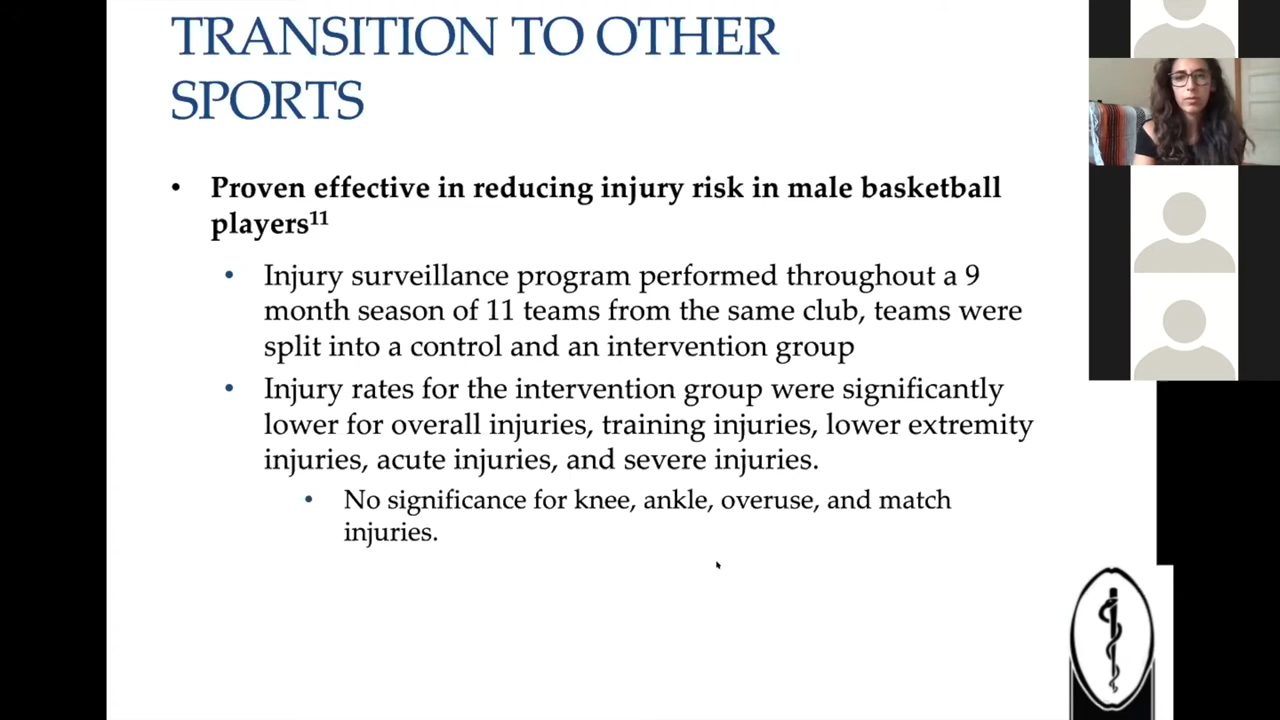 TRANSITION TO OTHER
SPORTS
• Proven effective in reducing injury risk in male basketball
players¹¹
• Injury surveillance program performed throughout a 9
month season of 11 teams from the same club, teams were
split into a control and an intervention group
• Injury rates for the intervention group were significantly
lower for overall injuries, training injuries, lower extremity
injuries, acute injuries, and severe injuries.
• No significance for knee, ankle, overuse, and match
injuries.